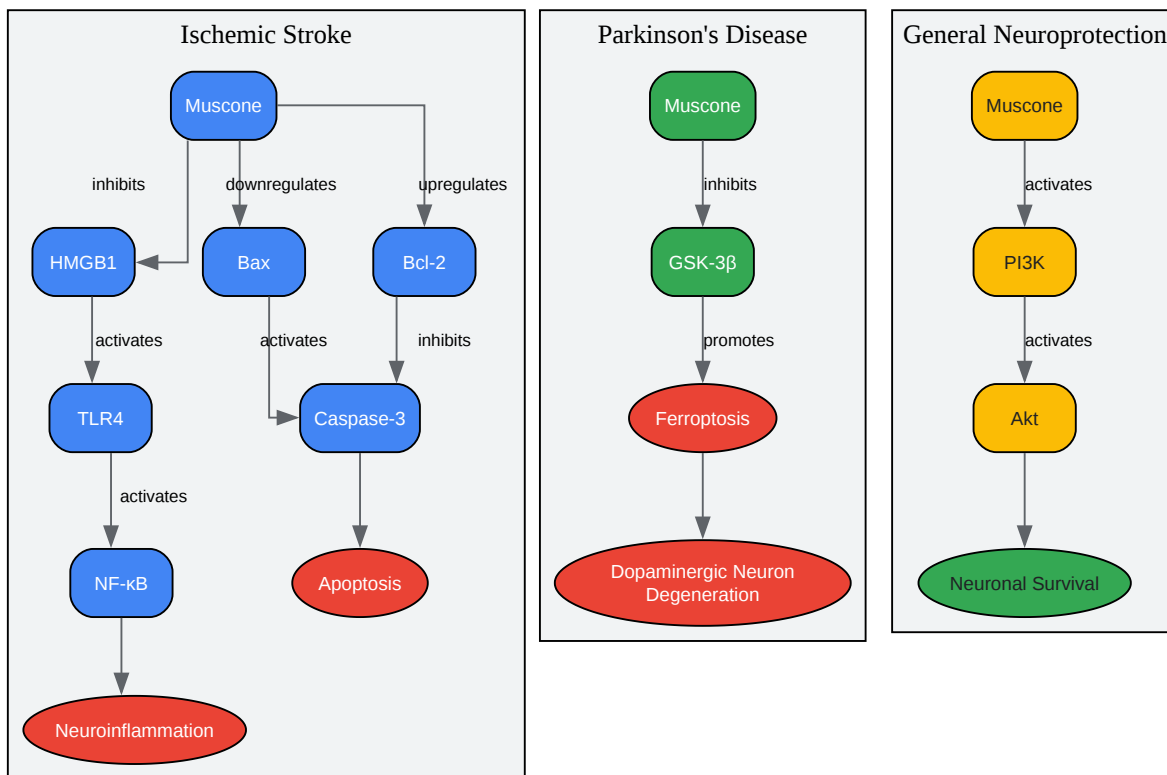 Ischemic Stroke
Muscone
inhibits
downregulates
upregulates
HMGB1
Bax
Bcl-2
activates
activates
inhibits
TLR4
Caspase-3
activates
NF-κB
Apoptosis
Neuroinflammation
Parkinson's Disease
Muscone
inhibits
GSK-3β
promotes
Ferroptosis
Dopaminergic Neuron
Degeneration
General Neuroprotection
Muscone
activates
PI3K
activates
Akt
Neuronal Survival